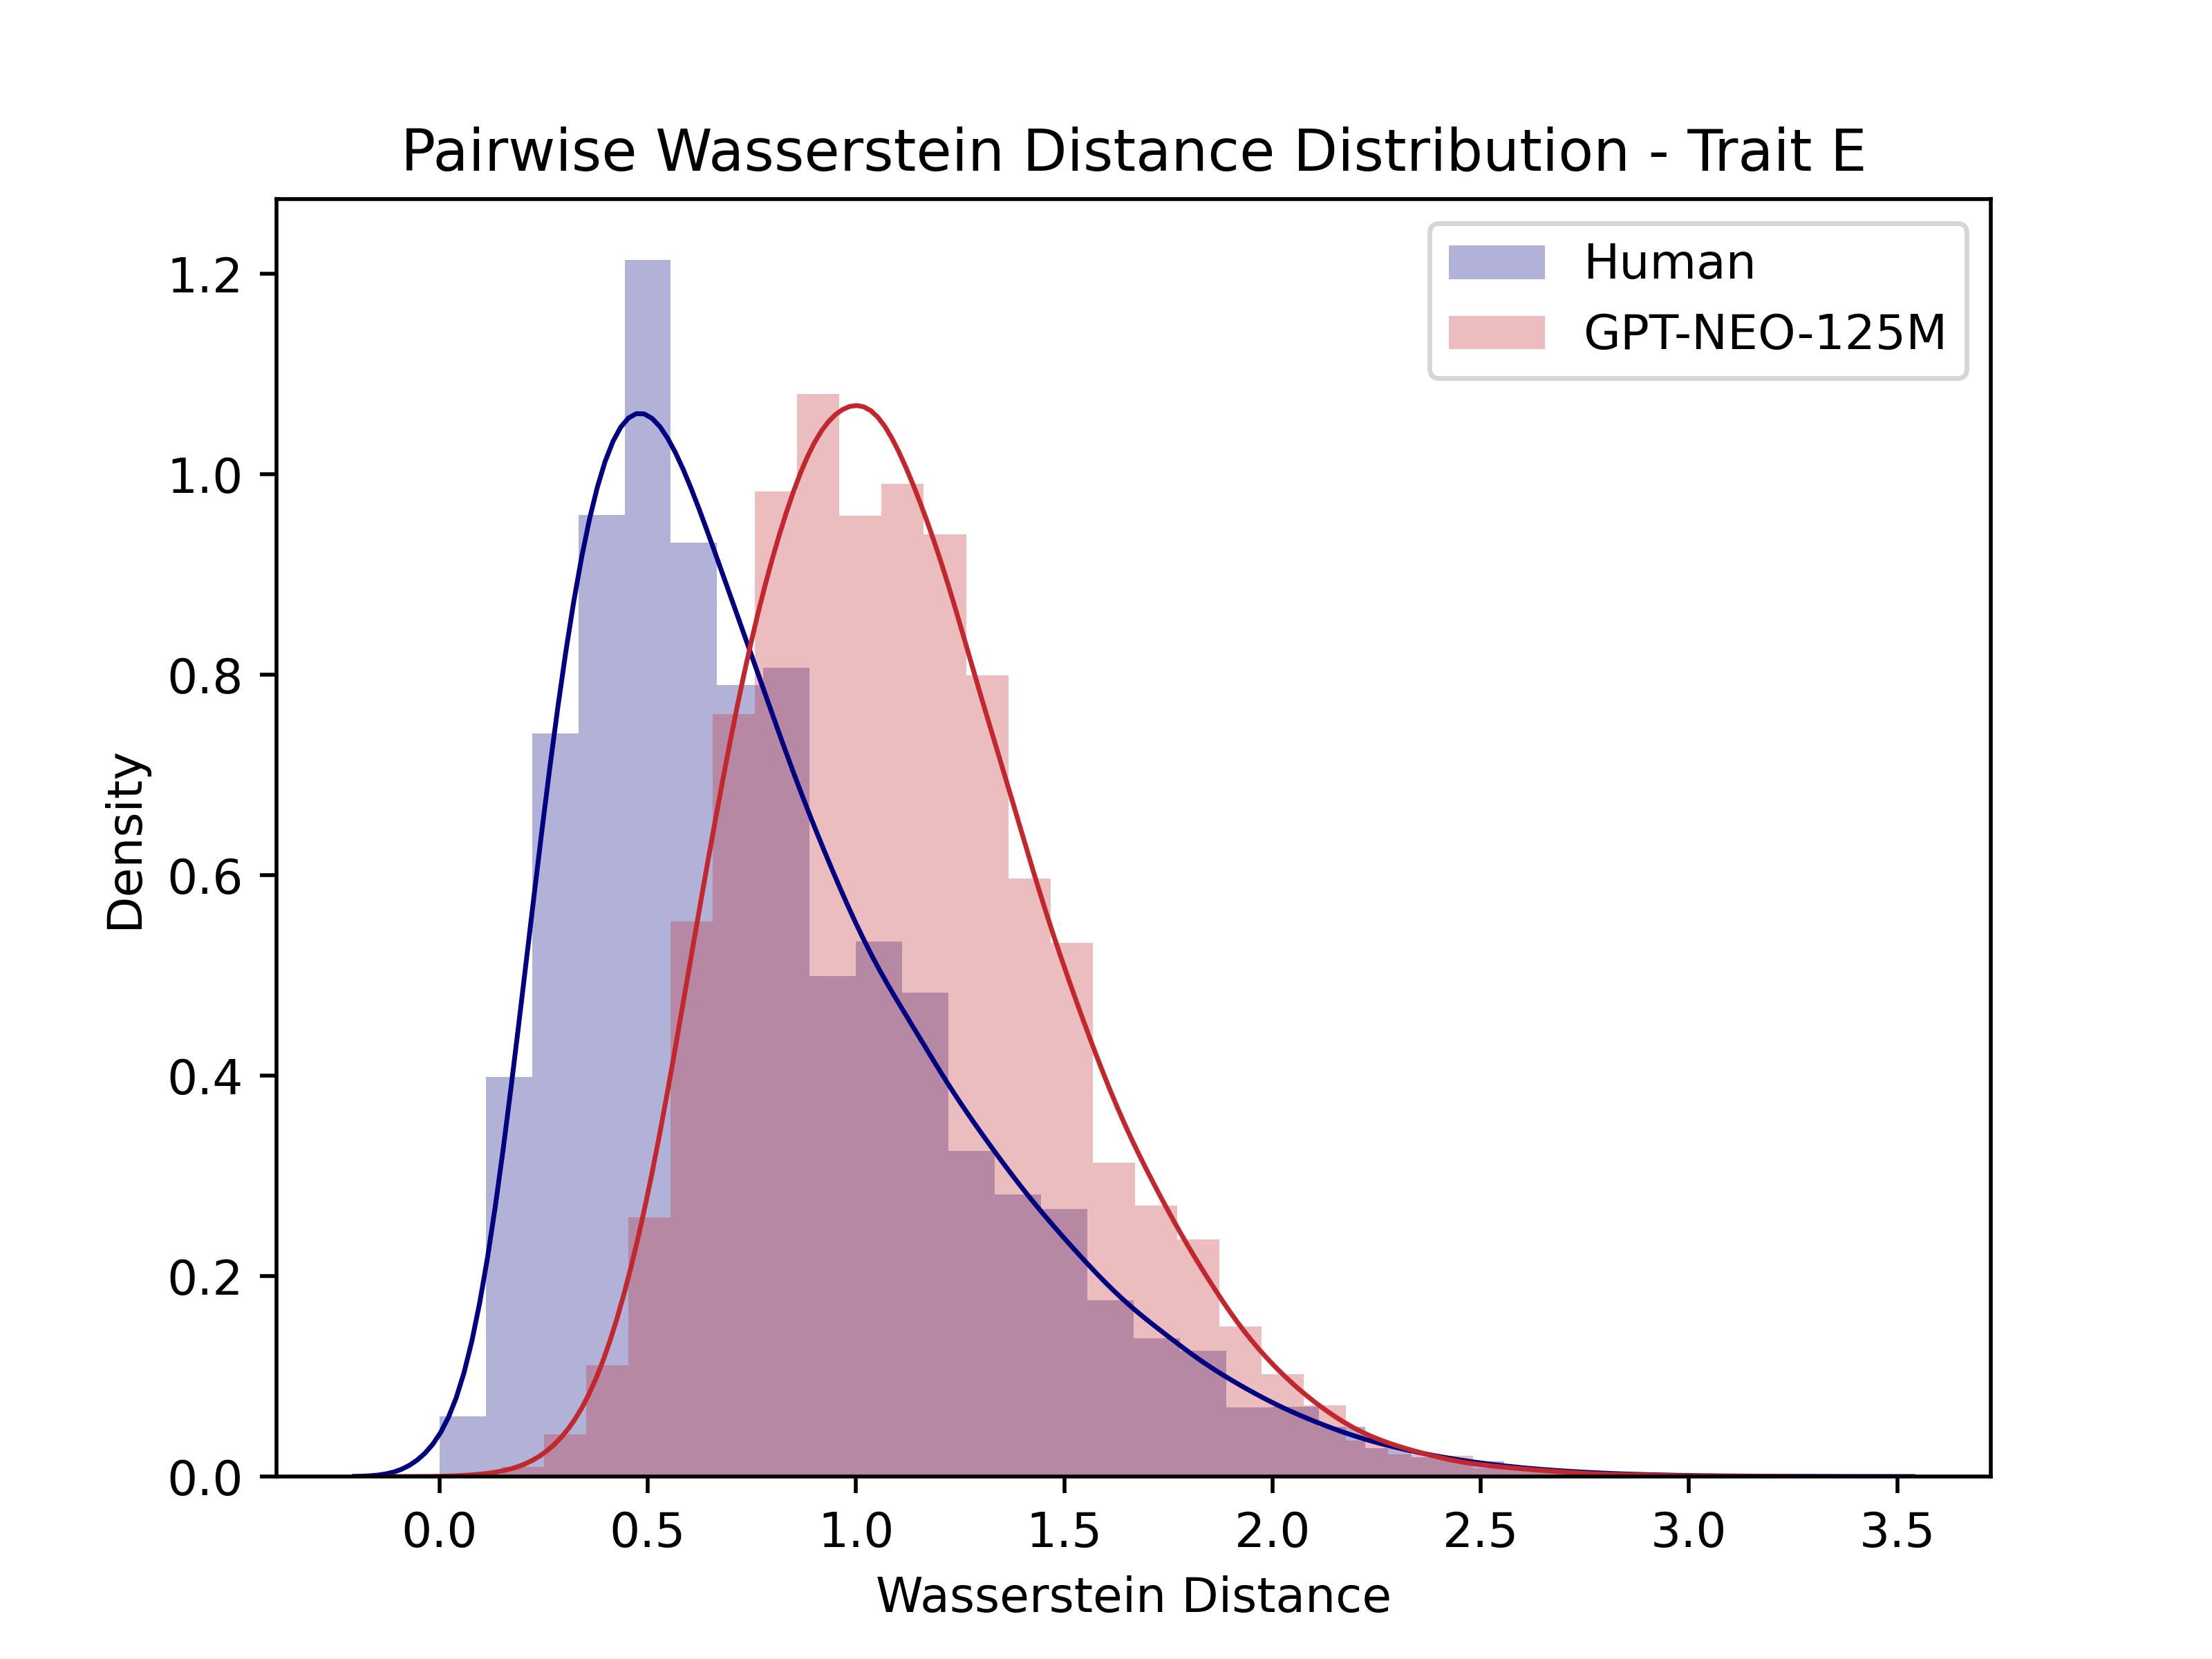 Pairwise Wasserstein Distance Distribution - Trait E
Human
GPT-NEO-125M
1.2
1.0
0.8
0.6
0.4
0.2
0.0
Density
0.0 0.5 1.0 1.5 2.0 2.5 3.0 3.5
Wasserstein Distance